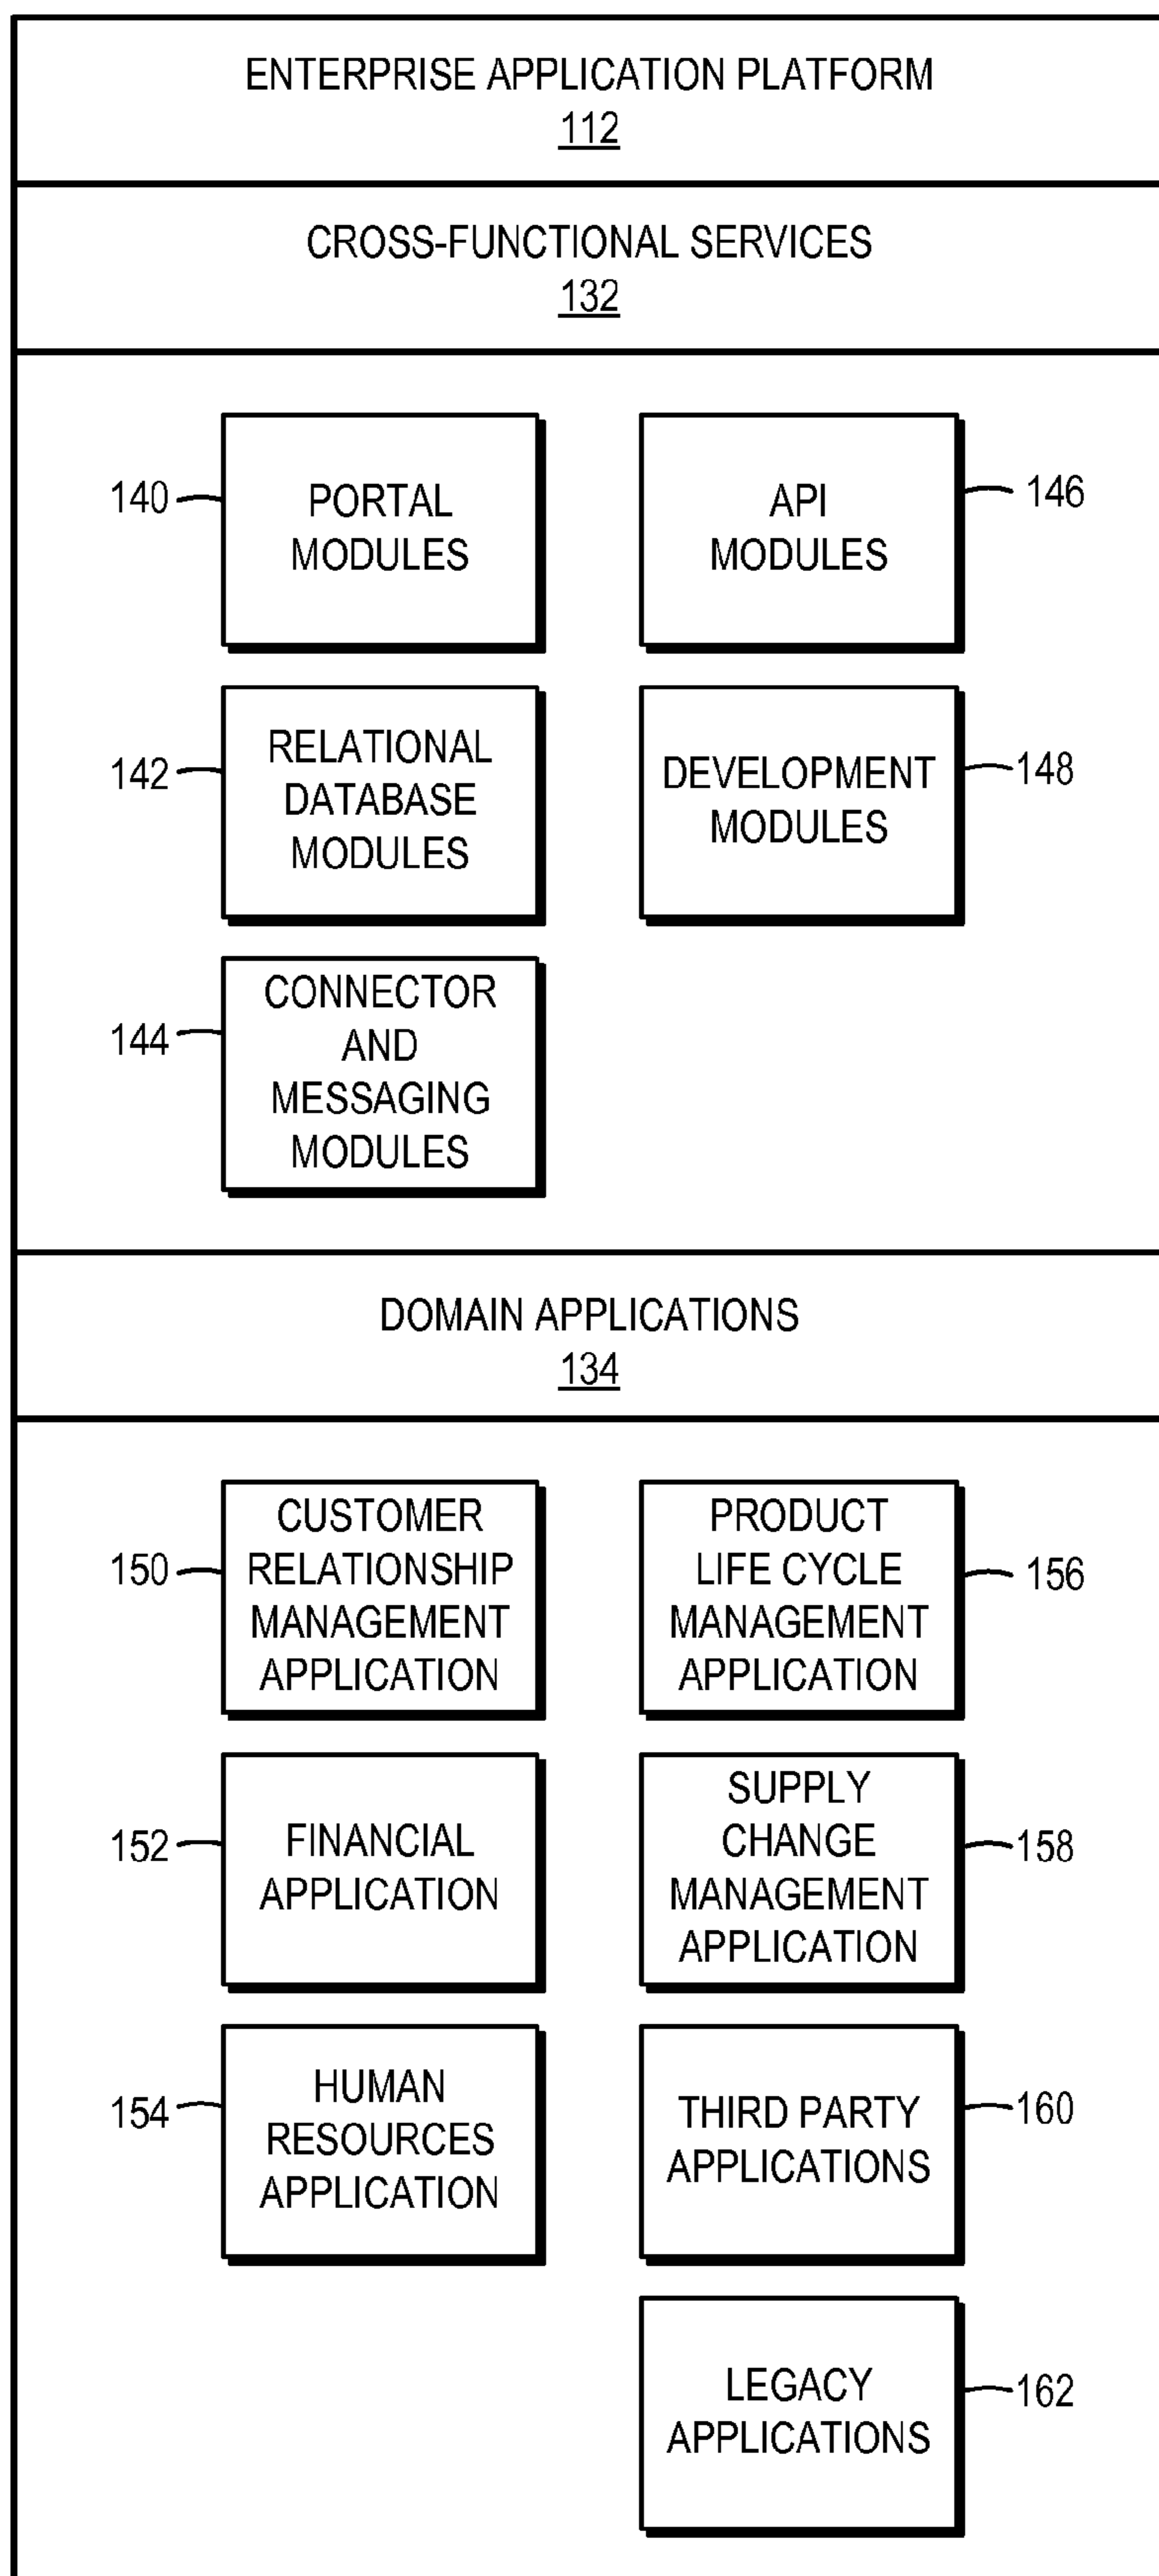 ENTERPRISE APPLICATION PLATFORM
112
CROSS-FUNCTIONAL SERVICES
132
140
PORTAL
MODULES
API
MODULES
146
142
RELATIONAL
DATABASE
MODULES
DEVELOPMENT
MODULES
148
144
CONNECTOR
AND
MESSAGING
MODULES
DOMAIN APPLICATIONS
134
150
CUSTOMER
RELATIONSHIP
MANAGEMENT
APPLICATION
PRODUCT
LIFE CYCLE
MANAGEMENT
APPLICATION
156
152
FINANCIAL
APPLICATION
SUPPLY
CHANGE
MANAGEMENT
APPLICATION
158
154
HUMAN
RESOURCES
APPLICATION
THIRD PARTY
APPLICATIONS
160
LEGACY
APPLICATIONS
162